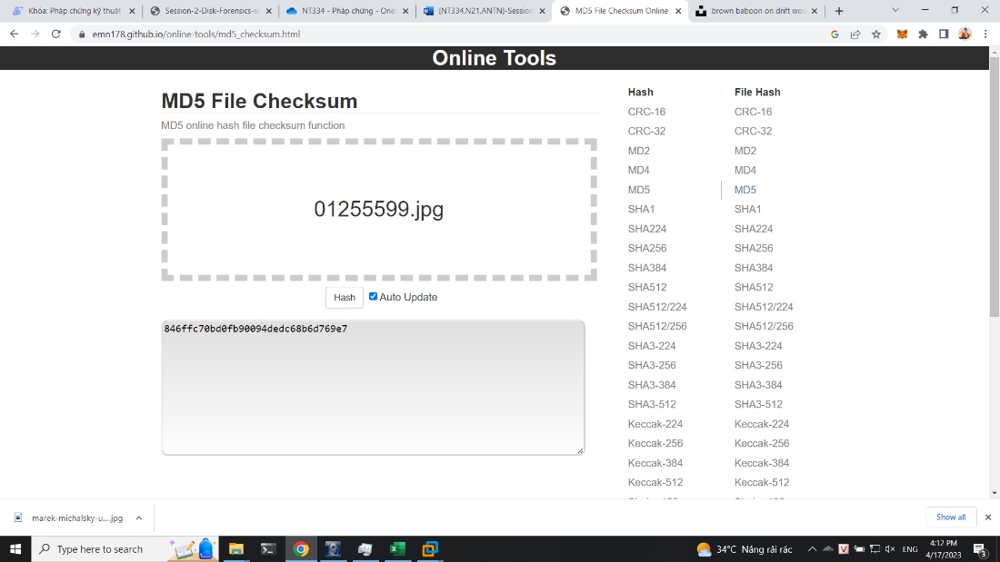 Khóa: Pháp chứng kỹ thuật
Session-2-Disk-Forensics-v
NT334 - Pháp chứng - One
[NT334.N21.ANTN]-Session
MD5 File Checksum Online
brown baboon on drift woo
emn178.github.io/online-tools/md5_checksum.html
Online Tools
MD5 File Checksum
MD5 online hash file checksum function
01255599.jpg
Hash
Auto Update
846ffc70bd0fb90094dedc68b6d769e7
Hash
CRC-16
CRC-32
MD2
MD4
MD5
SHA1
SHA224
SHA256
SHA384
SHA512
SHA512/224
SHA512/256
SHA3-224
SHA3-256
SHA3-384
SHA3-512
Keccak-224
Keccak-256
Keccak-384
Keccak-512
File Hash
CRC-16
CRC-32
MD2
MD4
MD5
SHA1
SHA224
SHA256
SHA384
SHA512
SHA512/224
SHA512/256
SHA3-224
SHA3-256
SHA3-384
SHA3-512
Keccak-224
Keccak-256
Keccak-384
Keccak-512
marek-michalsky-u....jpg
Show all
Type here to search
34°C Nắng rải rác
ENG
4:12 PM
4/17/2023
3